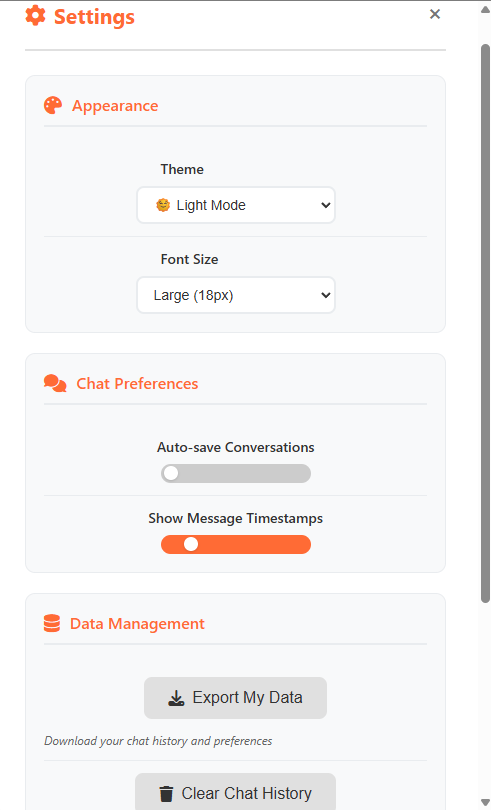 Settings
×
Appearance
Theme
🌞 Light Mode
Font Size
Large (18px)
Chat Preferences
Auto-save Conversations
Show Message Timestamps
Data Management
Export My Data
Download your chat history and preferences
Clear Chat History